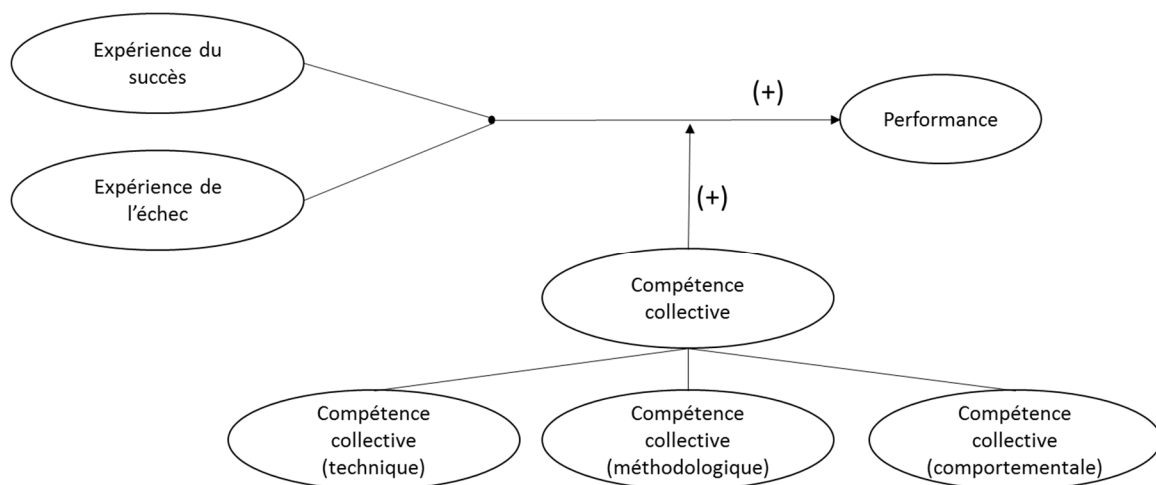 Expérience du
succès
(+)
Performance
Expérience de
l'échec
(+)
Compétence
collective
Compétence
collective
(technique)
Compétence
collective
(méthodologique)
Compétence
collective
(comportementale)